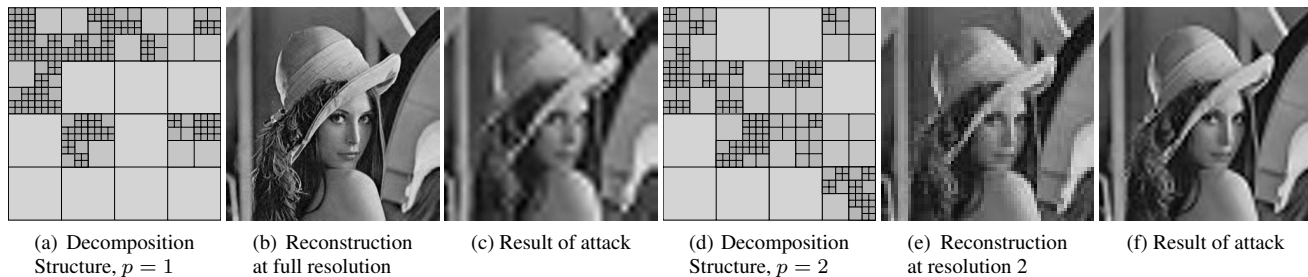 (a) Decomposition
Structure, p = 1
(b) Reconstruction
at full resolution
(c) Result of attack
(d) Decomposition
Structure, p = 2
(e) Reconstruction
at resolution 2
(f) Result of attack